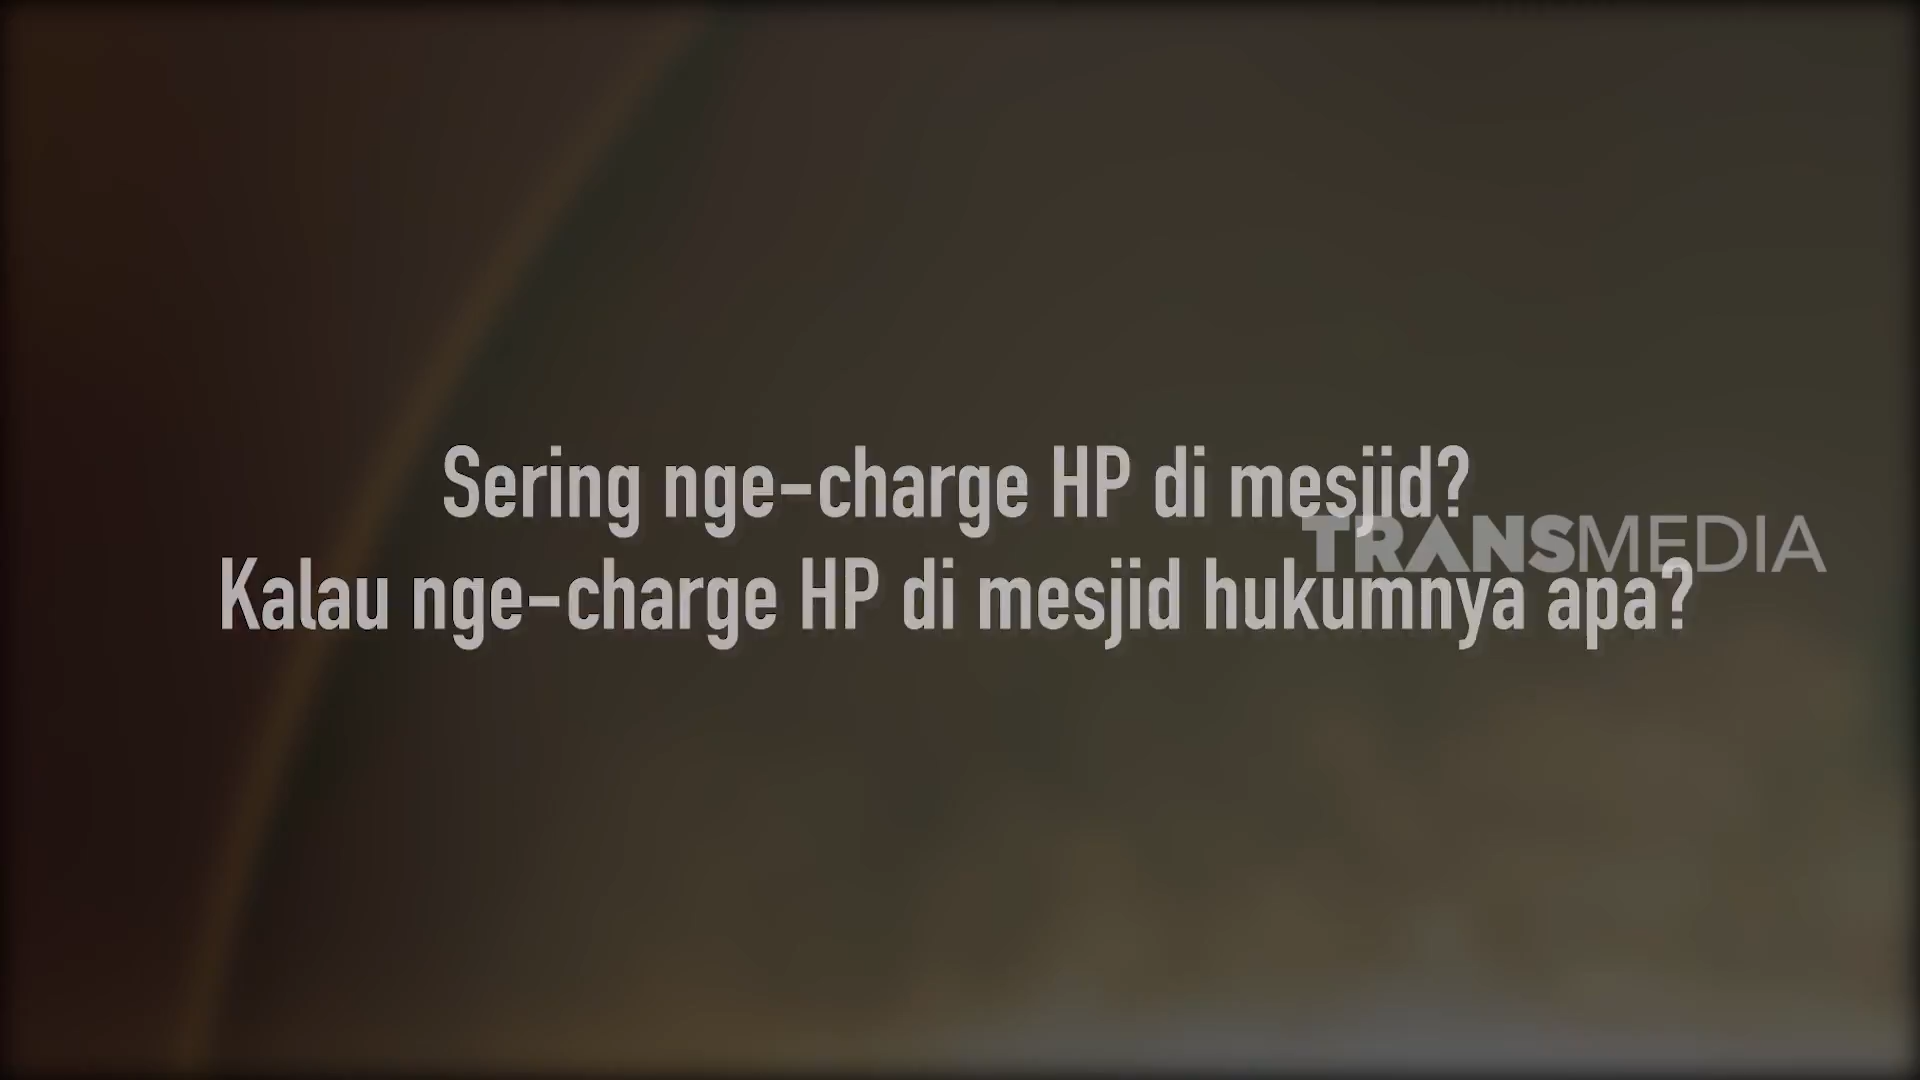 Sering nge-charge HP di mesjid?
TRANSMEDIA
Kalau nge-charge HP di mesjid hukumnya apa?